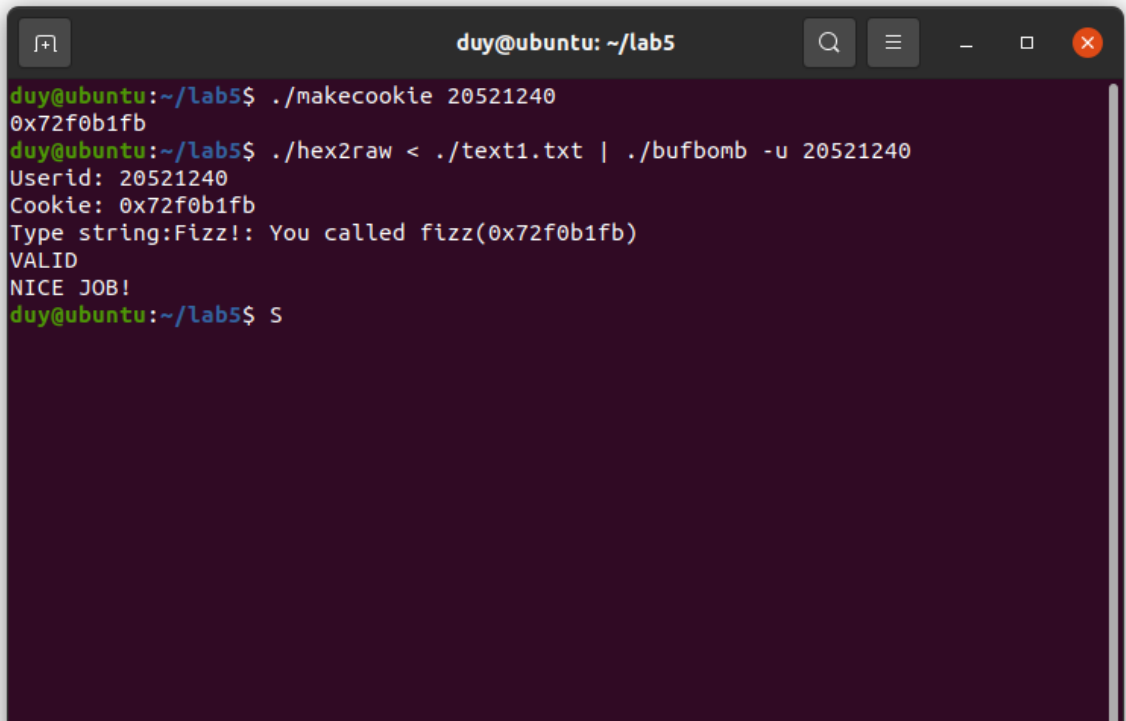 duy@ubuntu: ~/lab5
duy@ubuntu:~/lab5$ ./makecookie 20521240
0x72f0b1fb
duy@ubuntu:~/lab5$ ./hex2raw < ./text1.txt | ./bufbomb -u 20521240
Userid: 20521240
Cookie: 0x72f0b1fb
Type string:Fizz!: You called fizz(0x72f0b1fb)
VALID
NICE JOB!
duy@ubuntu:~/lab5$ S